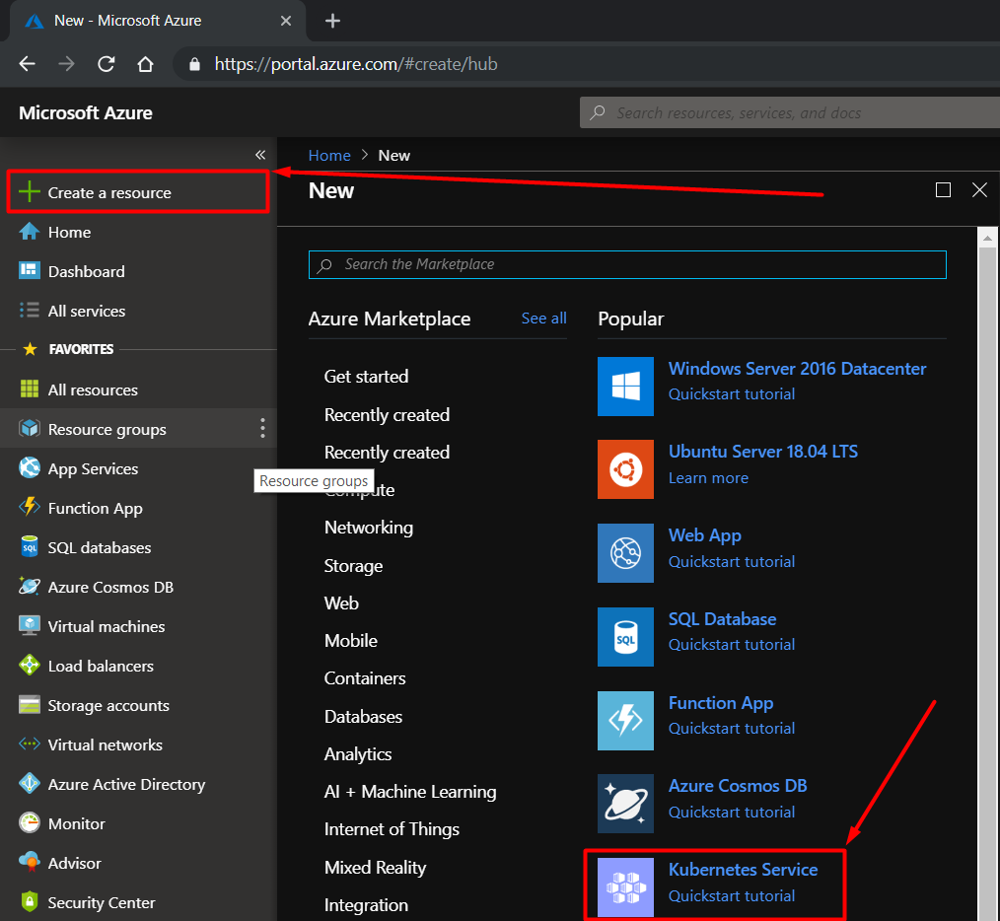 New - Microsoft Azure
https://portal.azure.com/#create/hub
Microsoft Azure
Search resources, services, and docs
«
Create a resource
Home
Dashboard
All services
FAVORITES
All resources
Resource groups
App Services
Function App
SQL databases
Azure Cosmos DB
Virtual machines
Load balancers
Storage accounts
Virtual networks
Azure Active Directory
Monitor
Advisor
Security Center
Resource groups
Home > New
New
Search the Marketplace
Azure Marketplace
See all
Get started
Recently created
Recently created
Compute
Networking
Storage
Web
Mobile
Containers
Databases
Analytics
AI + Machine Learning
Internet of Things
Mixed Reality
Integration
Popular
Windows Server 2016 Datacenter
Quickstart tutorial
Ubuntu Server 18.04 LTS
Learn more
Web App
Quickstart tutorial
SQL
SQL Database
Quickstart tutorial
Function App
Quickstart tutorial
Azure Cosmos DB
Quickstart tutorial
Kubernetes Service
Quickstart tutorial